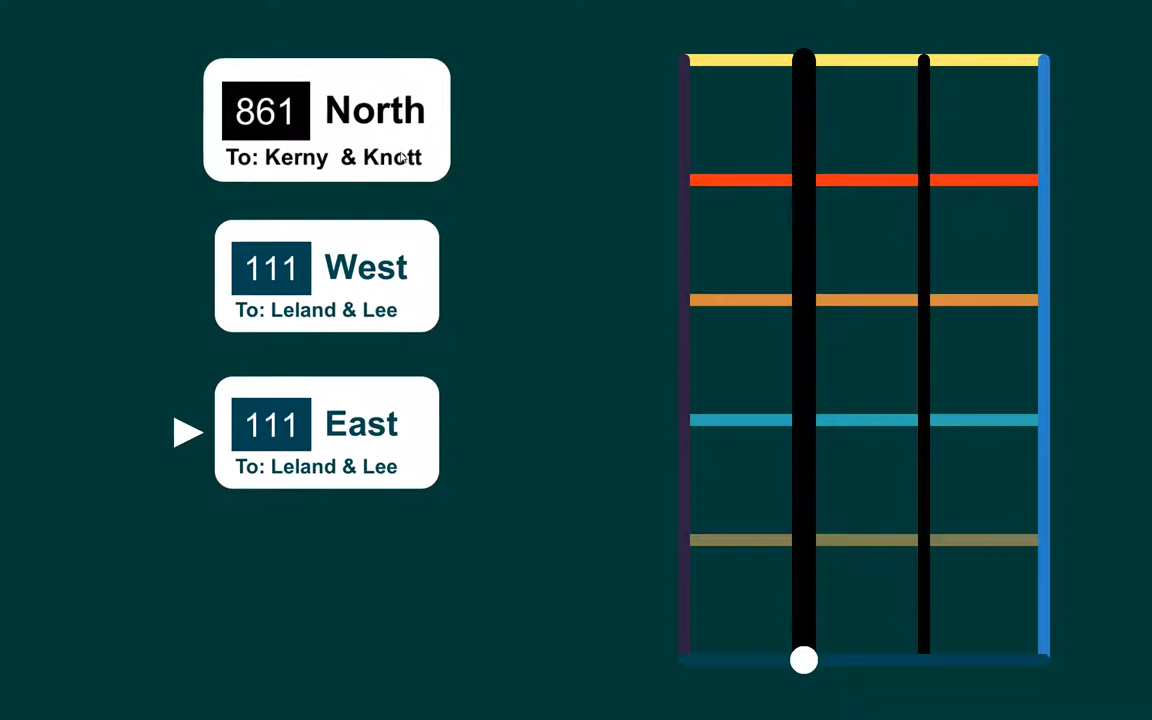 861 North
To: Kerny & Knott
111 West
To: Leland & Lee
111 East
To: Leland & Lee